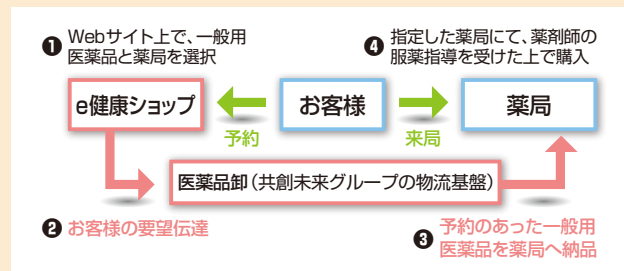 ❶ Webサイト上で、一般用
医薬品と薬局を選択
❹ 指定した薬局にて、薬剤師の
服薬指導を受けた上で購入
e健康ショップ
お客様
薬局
予約
来局
医薬品卸(共創未来グループの物流基盤)
❷ お客様の要望伝達
❸ 予約のあった一般用
医薬品を薬局へ納品